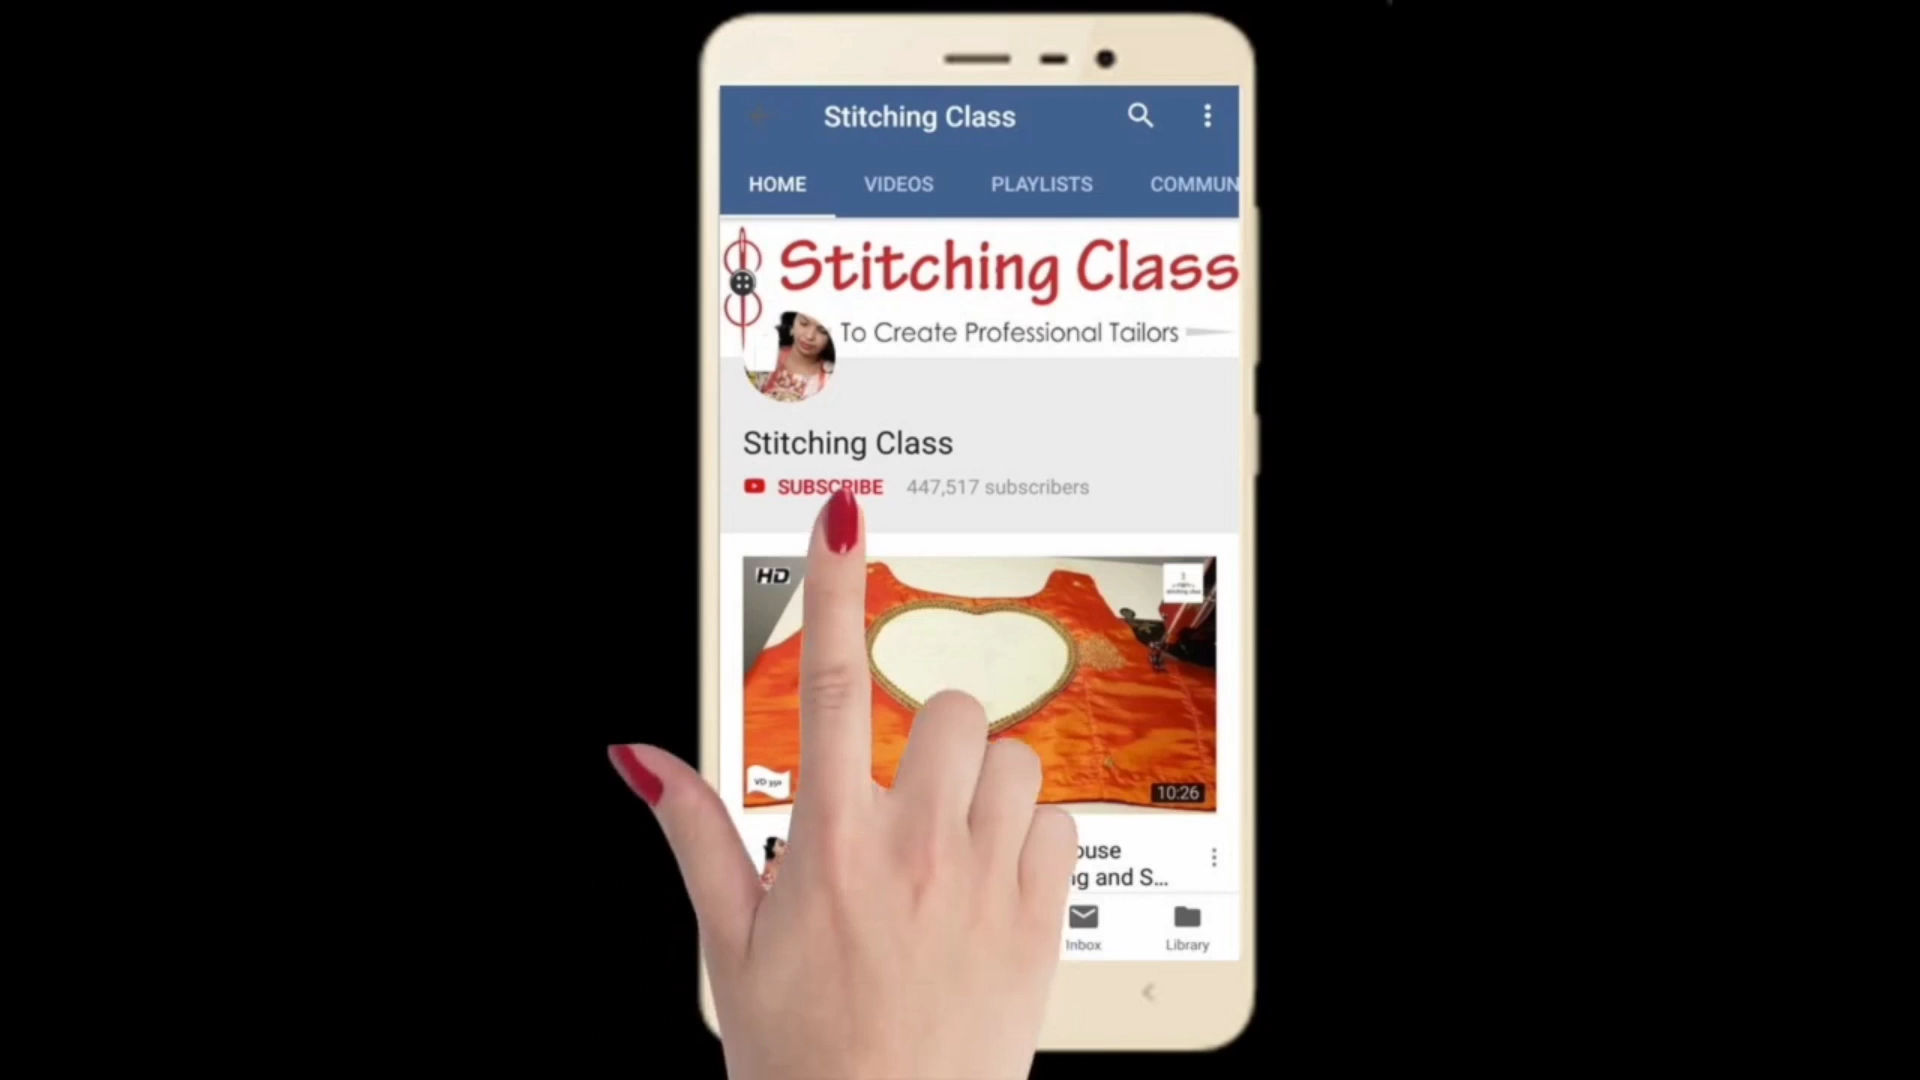 Stitching Class
HOME VIDEOS PLAYLISTS COMMUN
Stitching Class
To Create Professional Tailors
Stitching Class
SUBSCRIBE 447,517 subscribers
HD
10:26
ouse
ng and S...
Inbox Library